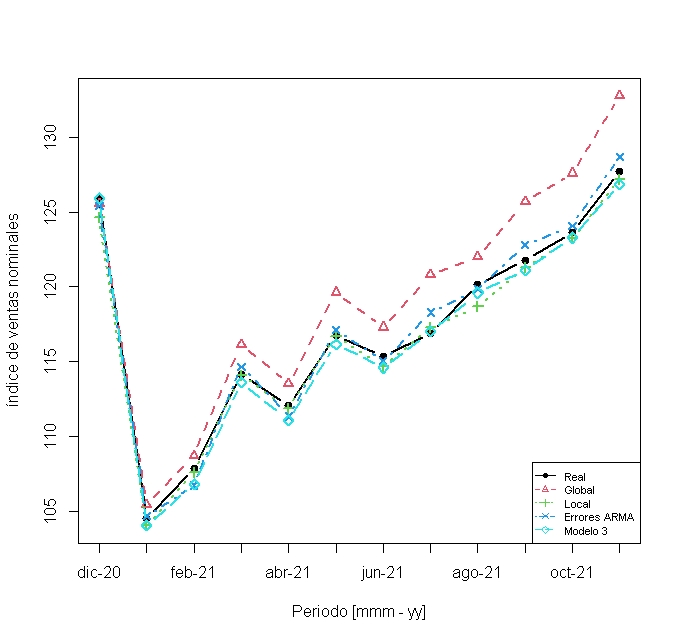 130
125
120
115
110
105
índice de ventas nominales
Real
Global
Local
Errores ARMA
Modelo 3
dic-20 feb-21 abr-21 jun-21 ago-21 oct-21
Periodo [mmm - yy]